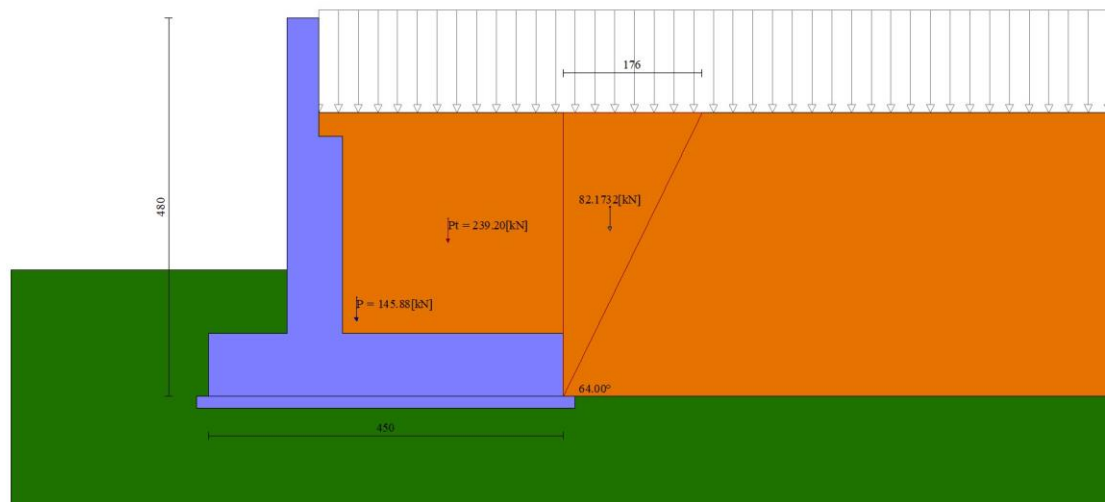 176
480
82.1732[kN]
Pt = 239.20[kN]
P = 145.88[kN]
64.00°
450